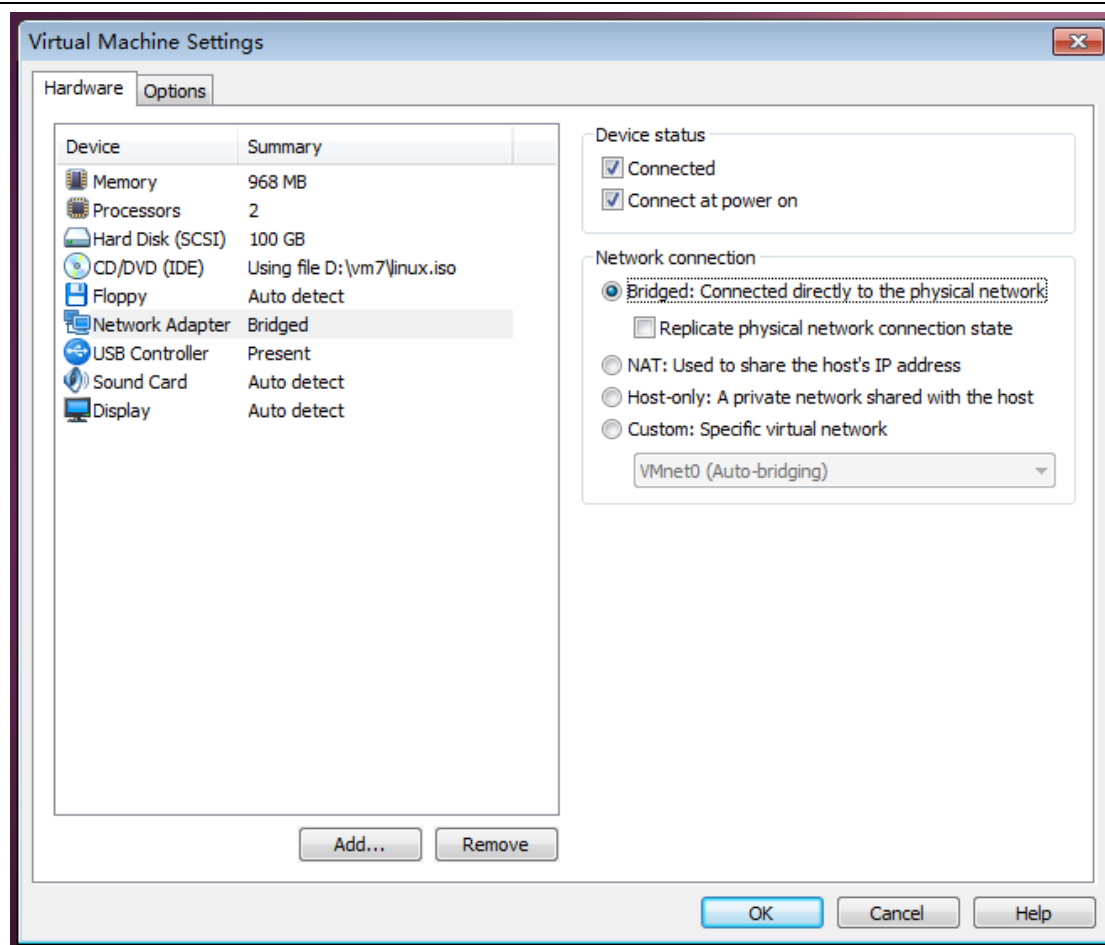 Virtual Machine Settings
Hardware
Options
Device Summary
Memory 968 MB
Processors 2
Hard Disk (SCSI) 100 GB
CD/DVD (IDE) Using file D:\vm7\linux.iso
Floppy Auto detect
Network Adapter Bridged
USB Controller Present
Sound Card Auto detect
Display Auto detect
Add... Remove
Device status
Connected
Connect at power on
Network connection
Bridged: Connected directly to the physical network
Replicate physical network connection state
NAT: Used to share the host's IP address
Host-only: A private network shared with the host
Custom: Specific virtual network
VMnet0 (Auto-bridging)
OK Cancel Help